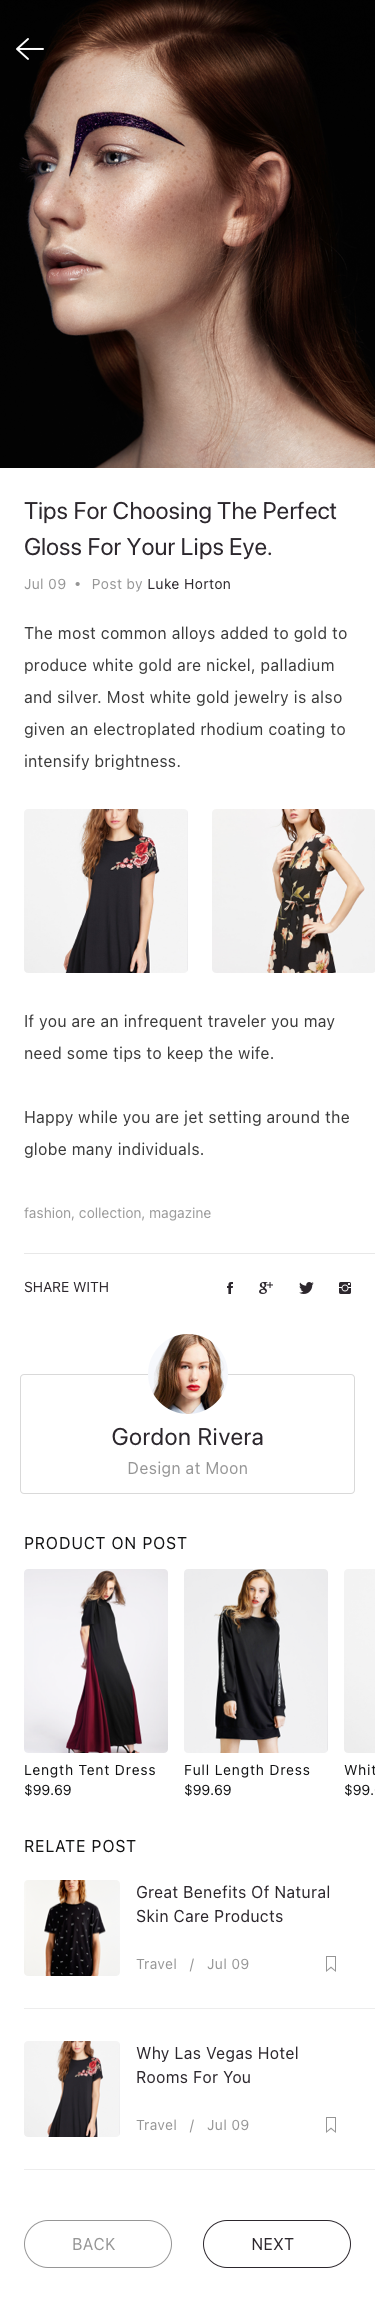 Tips For Choosing The Perfect
Gloss For Your Lips Eye.
Jul 09 • Post by Luke Horton
The most common alloys added to gold to
produce white gold are nickel, palladium
and silver. Most white gold jewelry is also
given an electroplated rhodium coating to
intensify brightness.
If you are an infrequent traveler you may
need some tips to keep the wife.
Happy while you are jet setting around the
globe many individuals.
fashion, collection, magazine
SHARE WITH
Gordon Rivera
Design at Moon
PRODUCT ON POST
Length Tent Dress
$99.69
Full Length Dress
$99.69
Whit
$99.
RELATE POST
Great Benefits Of Natural
Skin Care Products
Travel / Jul 09
Why Las Vegas Hotel
Rooms For You
Travel / Jul 09
BACK
NEXT